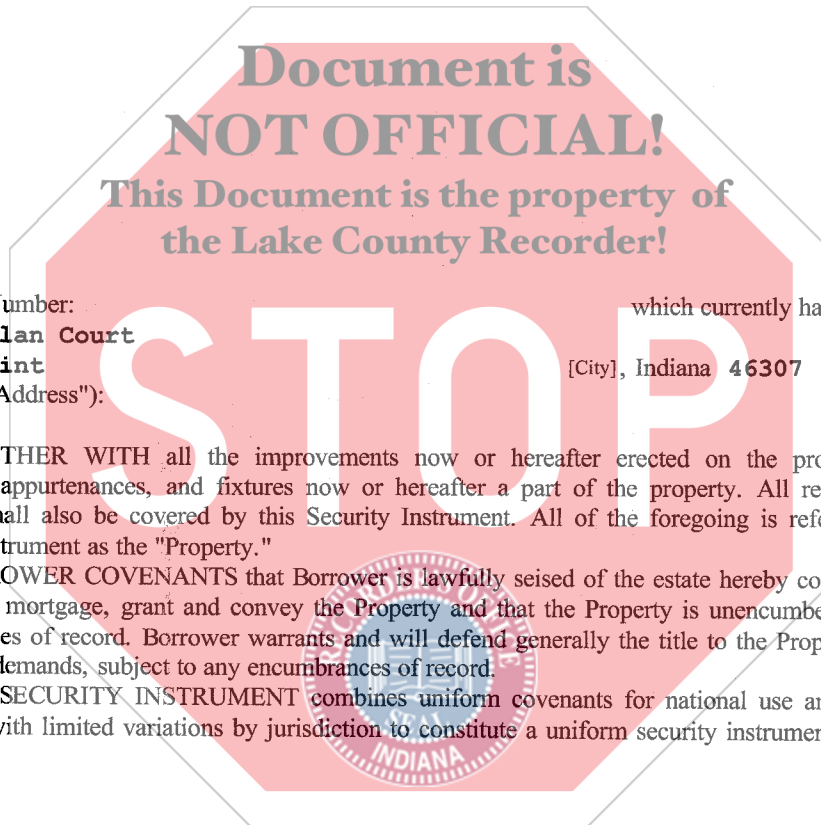 Document is
NOT OFFICIAL!
This Document is the property of
the Lake County Recorder!
STOP
umber: which currently ha
lan Court
int [City], Indiana 46307
Address"):
THER WITH all the improvements now or hereafter erected on the pro
appurtenances, and fixtures now or hereafter a part of the property. All re
all also be covered by this Security Instrument. All of the foregoing is refe
trument as the "Property."
OWER COVENANTS that Borrower is lawfully seised of the estate hereby co
mortgage, grant and convey the Property and that the Property is unencumbe
es of record. Borrower warrants and will defend generally the title to the Prop
demands, subject to any encumbrances of record.
SECURITY INSTRUMENT combines uniform covenants for national use an
ith limited variations by jurisdiction to constitute a uniform security instrumen
RECORDER'S OFFICE
SEAL
INDIANA